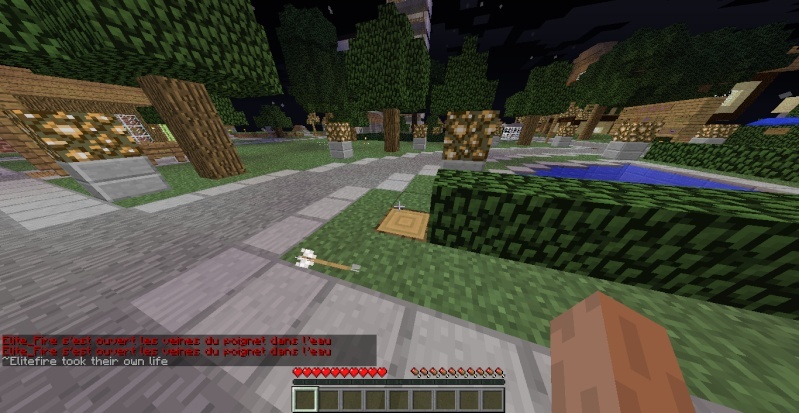 Elite_Fire s'est ouvert les veines du poignet dans l'eau
Elite_Fire s'est ouvert les veines du poignet dans l'eau
~Elitefire took their own life